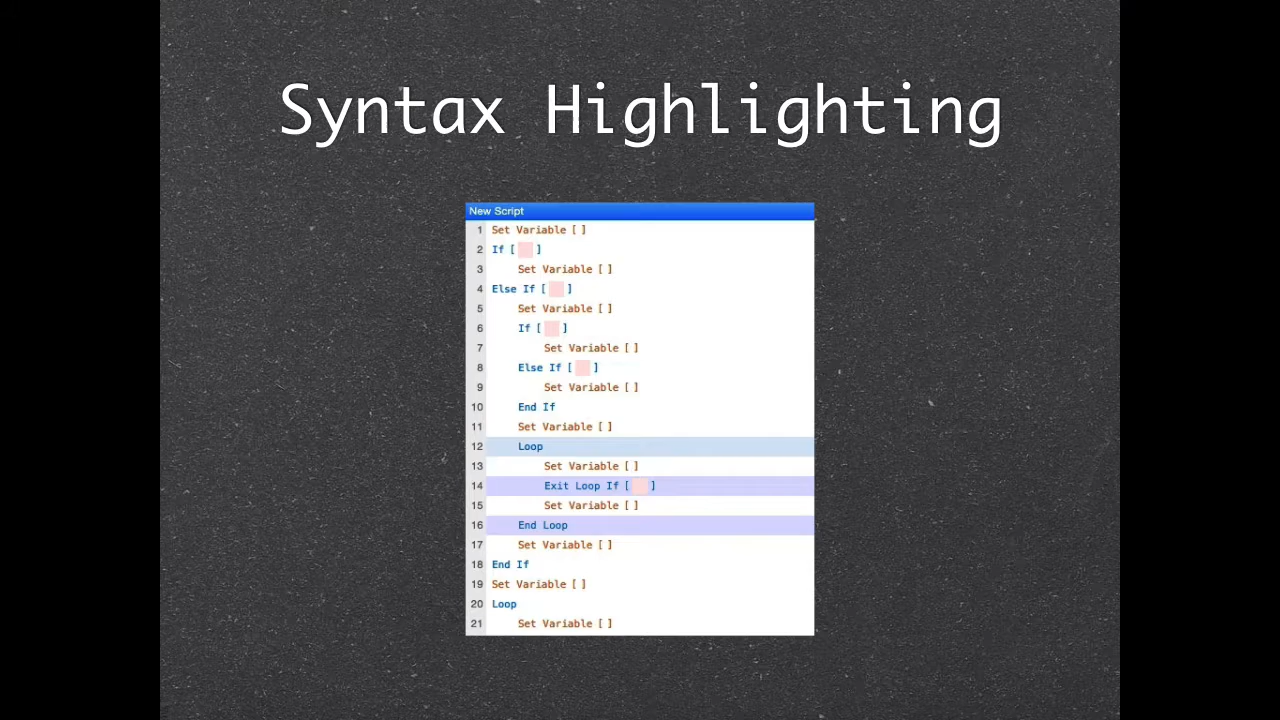 Syntax Highlighting
New Script
1 Set Variable [ ]
2 If [ ]
3 Set Variable [ ]
4 Else If [ ]
5 Set Variable [ ]
6 If [ ]
7 Set Variable [ ]
8 Else If [ ]
9 Set Variable [ ]
10 End If
11 Set Variable [ ]
12 Loop
13 Set Variable [ ]
14 Exit Loop If [ ]
15 Set Variable [ ]
16 End Loop
17 Set Variable [ ]
18 End If
19 Set Variable [ ]
20 Loop
21 Set Variable [ ]